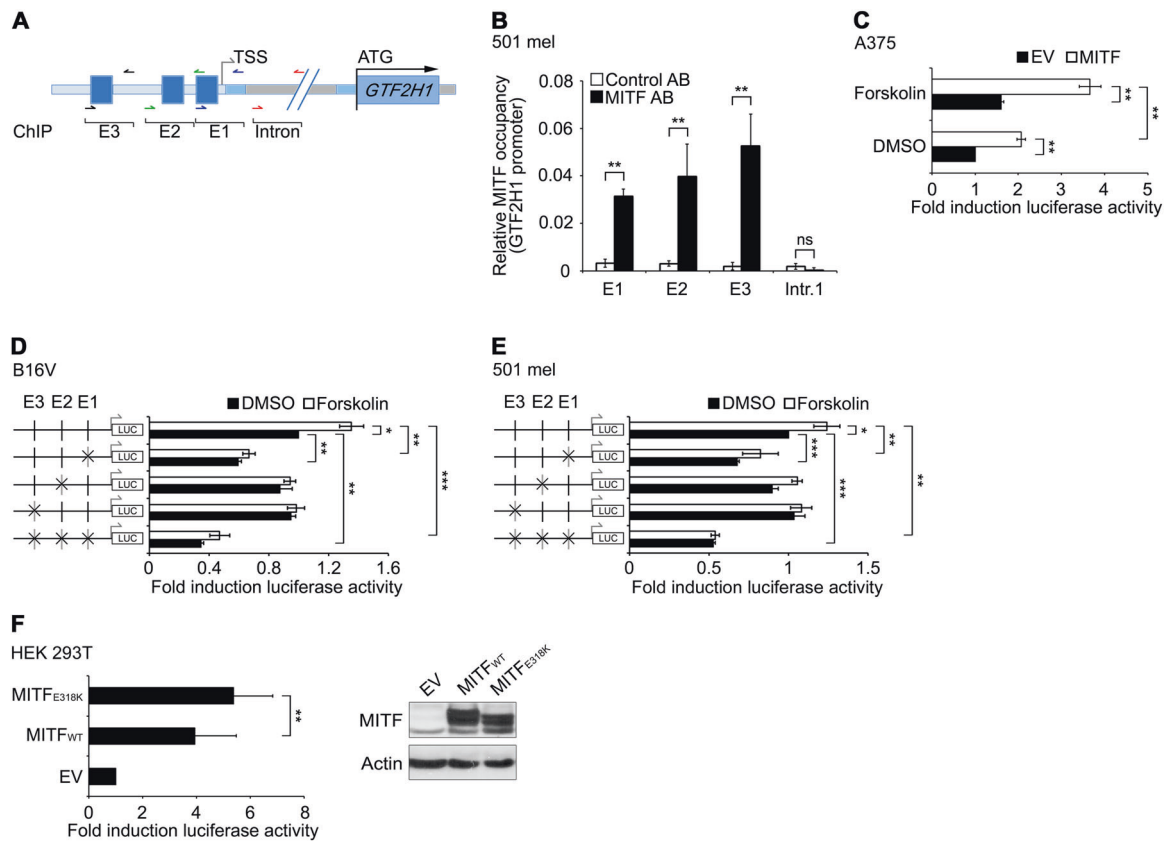 A
TSS
ATG
GTF2H1
ChIP
E3
E2
E1
Intron
B
501 mel
Relative MITF occupancy
(GTF2H1 promoter)
0.08
0.06
0.04
0.02
0
Control AB
MITF AB
**
**
**
ns
E1
E2
E3
Intr.1
C
A375
EV
MITF
Forskolin
DMSO
**
**
**
0
1
2
3
4
5
Fold induction luciferase activity
D
B16V
E3 E2 E1
DMSO
Forskolin
LUC
LUC
LUC
LUC
LUC
*
**
**
**
***
0
0.4
0.8
1.2
1.6
Fold induction luciferase activity
E
501 mel
E3 E2 E1
DMSO
Forskolin
LUC
LUC
LUC
LUC
LUC
*
***
***
**
**
0
0.5
1
1.5
Fold induction luciferase activity
F
HEK 293T
MITFE318K
MITFWT
EV
**
0
2
4
6
8
Fold induction luciferase activity
EV
MITFWT
MITFE318K
MITF
Actin